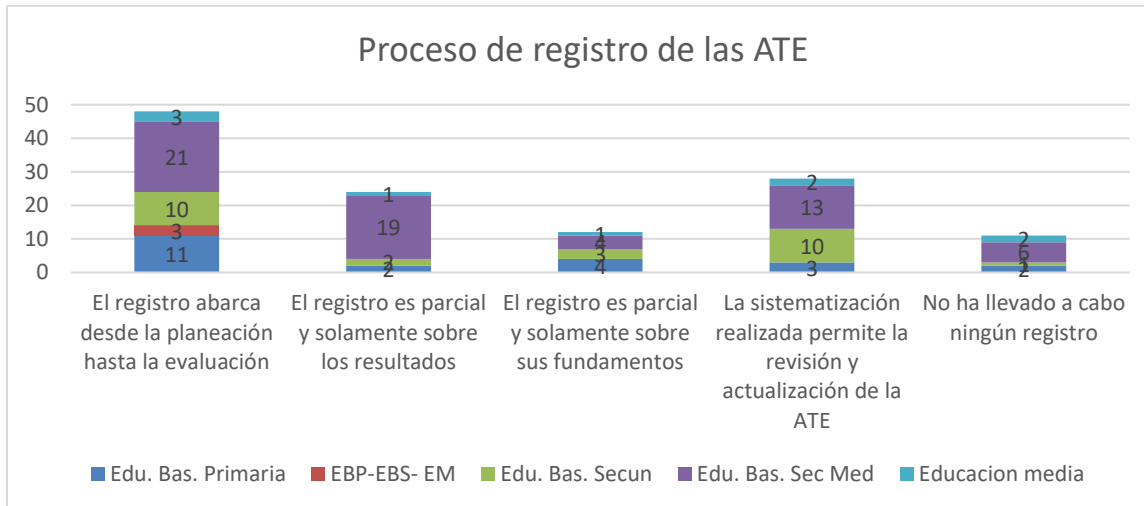 Proceso de registro de las ATE
50
40
30
20
10
0
3
21
10
3
11
1
19
2
2
1
4
3
4
2
13
10
3
2
6
1
2
El registro abarca
desde la planeación
hasta la evaluación
El registro es parcial
y solamente sobre
los resultados
El registro es parcial
y solamente sobre
sus fundamentos
La sistematización
realizada permite la
revisión y
actualización de la
ATE
No ha llevado a cabo
ningún registro
Edu. Bas. Primaria
EBP-EBS- EM
Edu. Bas. Secun
Edu. Bas. Sec Med
Educacion media